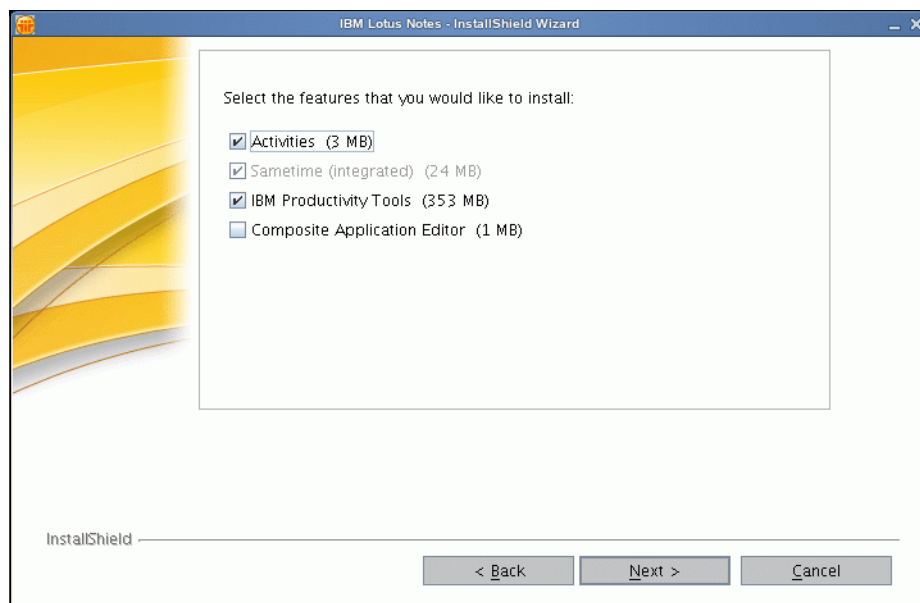 IBM Lotus Notes - InstallShield Wizard
Select the features that you would like to install:
Activities (3 MB)
Sametime (integrated) (24 MB)
IBM Productivity Tools (353 MB)
Composite Application Editor (1 MB)
InstallShield
< Back
Next >
Cancel